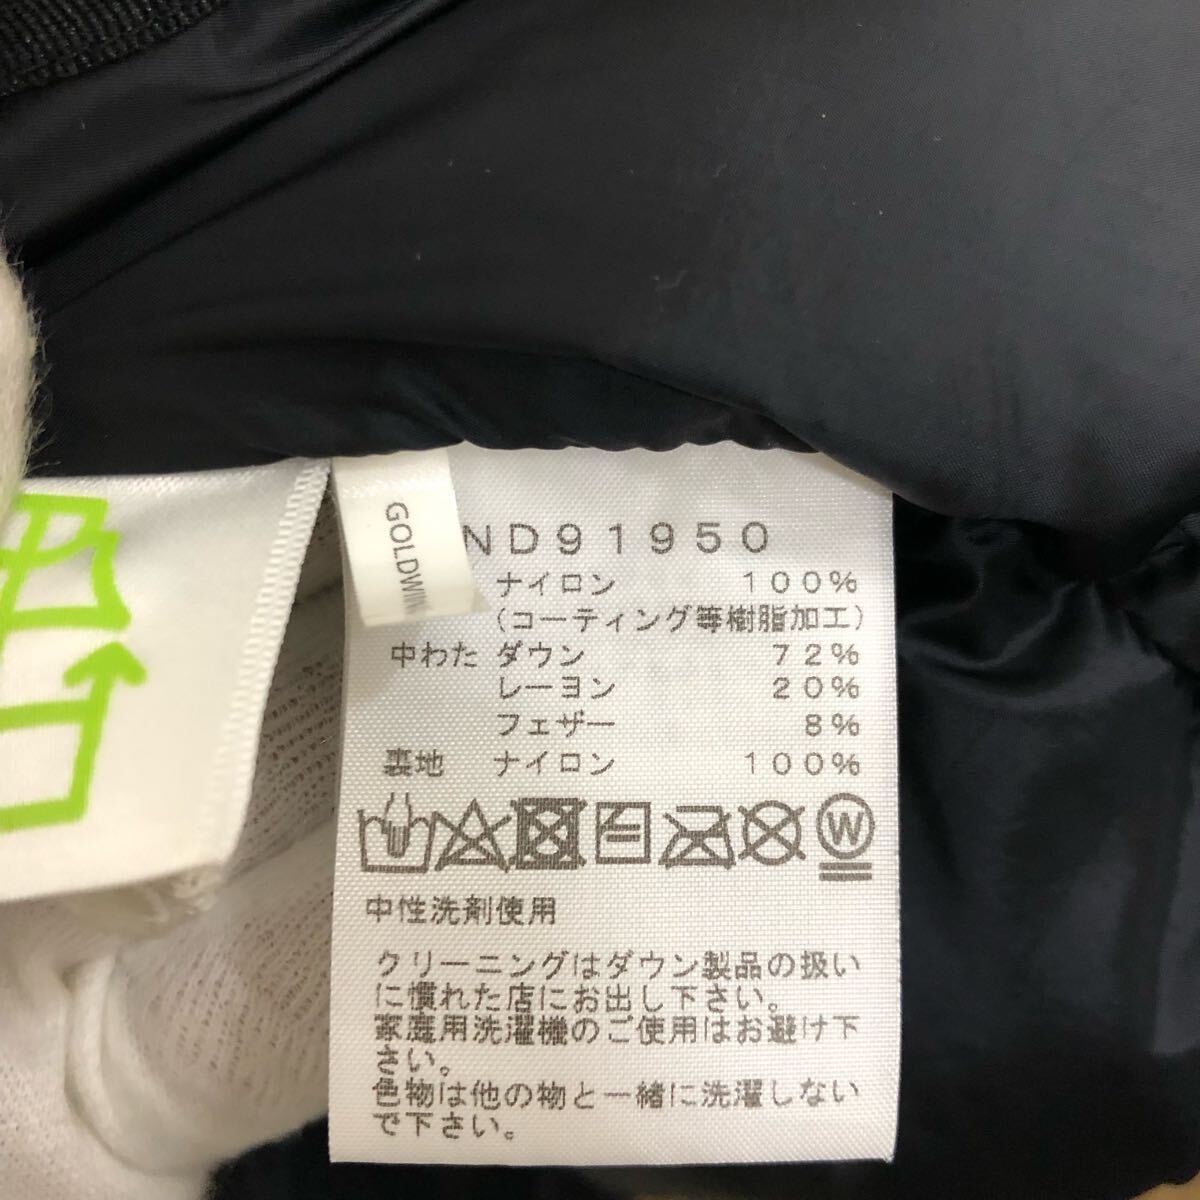 GOLDWIN
ND91950
ナイロン 100%
(コーティング等樹脂加工)
中わた ダウン 72%
レーヨン 20%
フェザー 8%
裏地 ナイロン 100%
W
中性洗剤使用
クリーニングはダウン製品の扱い
に慣れた店にお出し下さい。
家庭用洗濯機のご使用はお避け下
さい。
色物は他の物と一緒に洗濯しない
で下さい。